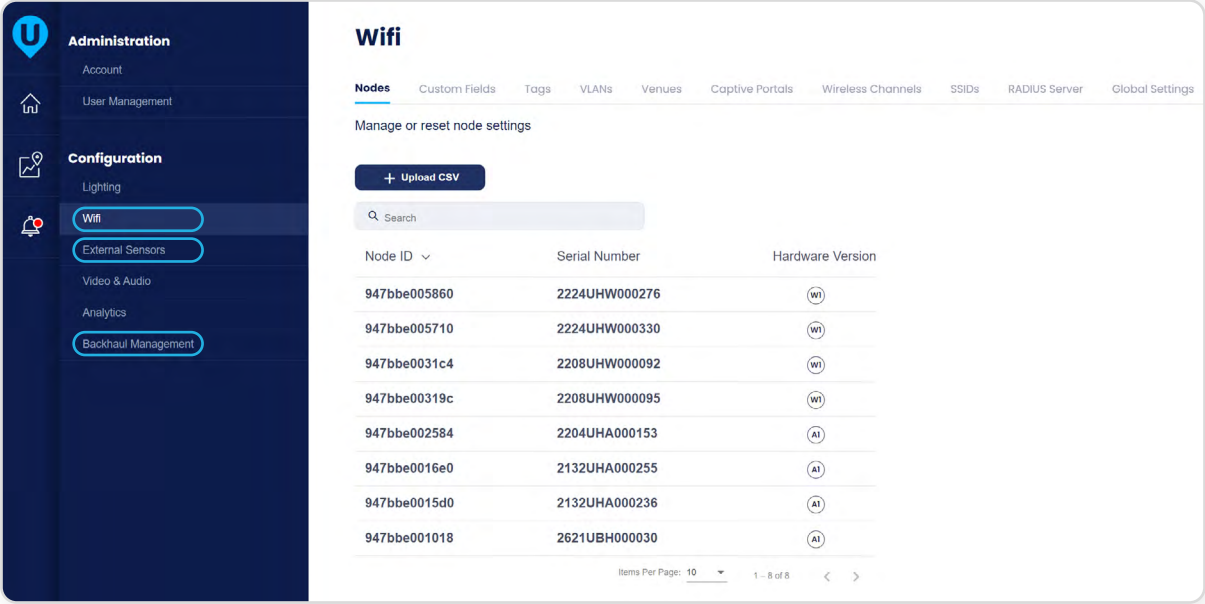 U
Administration
Account
User Management
Configuration
Lighting
Wifi
External Sensors
Video & Audio
Analytics
Backhaul Management
Wifi
Nodes Custom Fields Tags VLANs Venues Captive Portals Wireless Channels SSIDs RADIUS Server Global Settings
Manage or reset node settings
+ Upload CSV
Search
Node ID Serial Number Hardware Version
947bbe005860 2224UHW000276 W1
947bbe005710 2224UHW000330 W1
947bbe0031c4 2208UHW000092 W1
947bbe00319c 2208UHW000095 W1
947bbe002584 2204UHA000153 A1
947bbe0016e0 2132UHA000255 A1
947bbe0015d0 2132UHA000236 A1
947bbe001018 2621UBH000030 A1
Items Per Page: 10 1 – 8 of 8